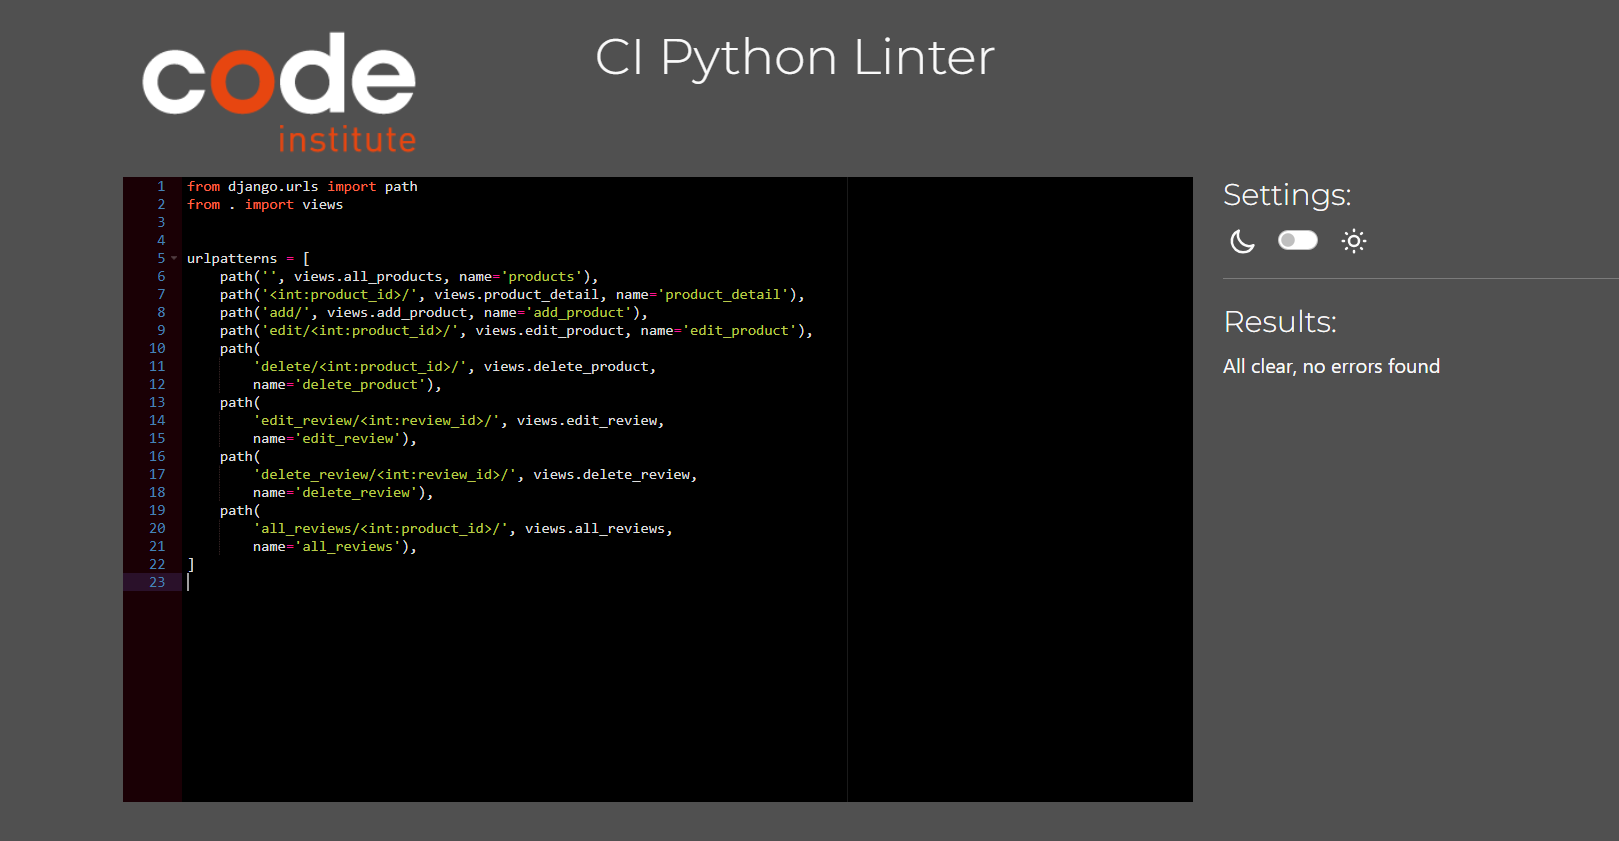 code
institute
CI Python Linter
1 from django.urls import path
2 from . import views
3
4
5 urlpatterns = [
6     path('', views.all_products, name='products'),
7     path('<int:product_id>/', views.product_detail, name='product_detail'),
8     path('add/', views.add_product, name='add_product'),
9     path('edit/<int:product_id>/', views.edit_product, name='edit_product'),
10     path(
11         'delete/<int:product_id>/', views.delete_product,
12         name='delete_product'),
13     path(
14         'edit_review/<int:review_id>/', views.edit_review,
15         name='edit_review'),
16     path(
17         'delete_review/<int:review_id>/', views.delete_review,
18         name='delete_review'),
19     path(
20         'all_reviews/<int:product_id>/', views.all_reviews,
21         name='all_reviews'),
22 ]
23
Settings:
Results:
All clear, no errors found